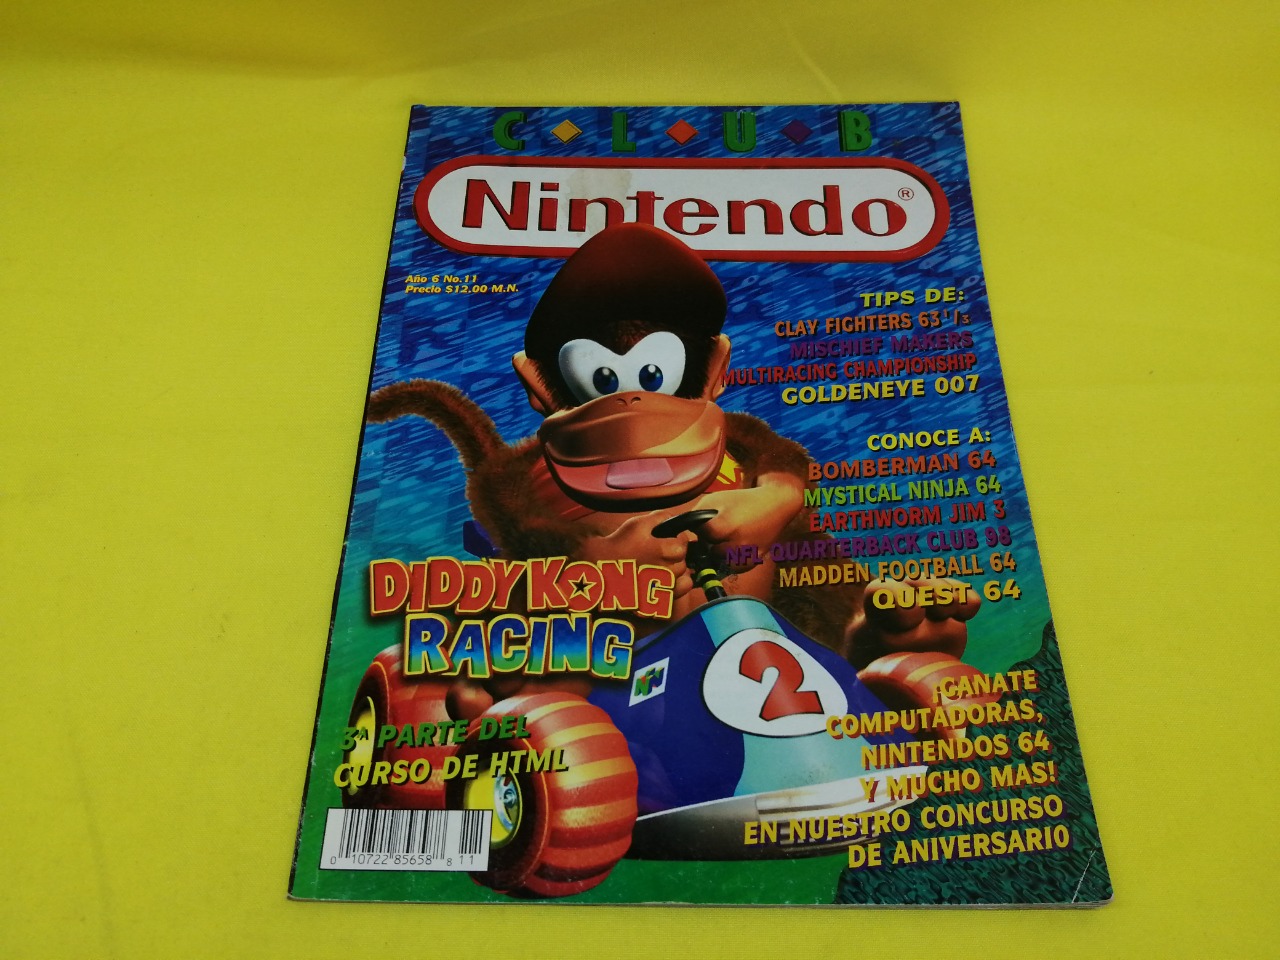 CLUB
Nintendo®
Año 6 No.11
Precio $12.00 M.N.
TIPS DE:
CLAY FIGHTERS 63 1/3
MISCHIEF MAKERS
MULTIRACING CHAMPIONSHIP
GOLDENEYE 007
CONOCE A:
BOMBERMAN 64
MYSTICAL NINJA 64
EARTHWORM JIM 3
NFL QUARTERBACK CLUB 98
MADDEN FOOTBALL 64
QUEST 64
DIDDY KONG
RACING
2
3ª PARTE DEL
CURSO DE HTML
¡GANATE
COMPUTADORAS,
NINTENDOS 64
Y MUCHO MAS!
EN NUESTRO CONCURSO
DE ANIVERSARIO
0 10722 85658 8 11